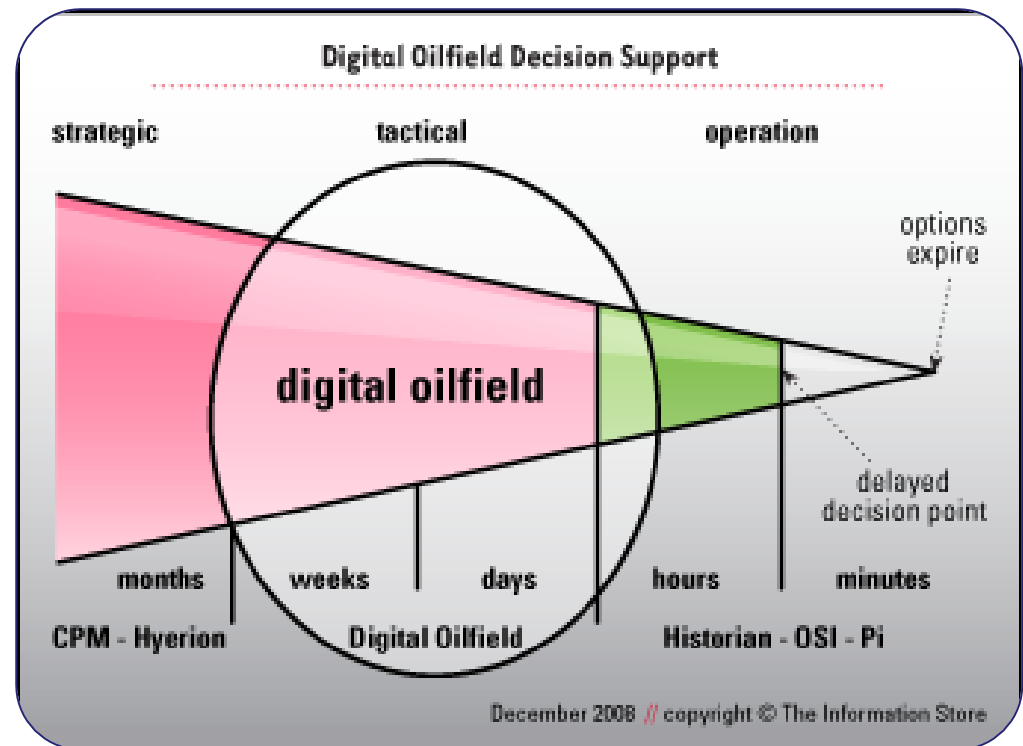 Digital Oilfield Decision Support
strategic tactical operation
options
expire
digital oilfield
delayed
decision point
months weeks days hours minutes
CPM - Hyerion Digital Oilfield Historian - OSI - Pi
December 2008 // copyright © The Information Store